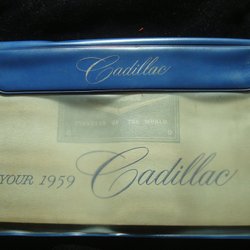 Cadillac
STANDARD OF THE WORLD
YOUR 1959 Cadillac